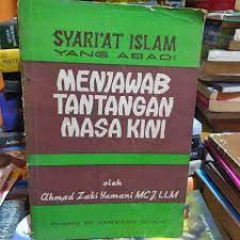 SYARI'AT ISLAM
YANG ABADI
MENJAWAB
TANTANGAN
MASA KINI
oleh
Ahmad Zaki Yamani MCJ, LLM